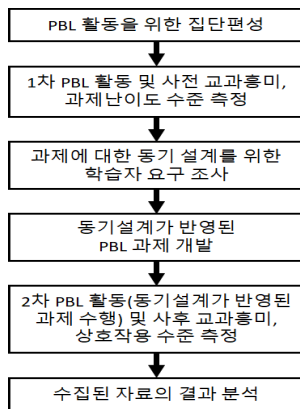 PBL 활동을 위한 집단편성
1차 PBL 활동 및 사전 교과흥미,
과제난이도 수준 측정
과제에 대한 동기 설계를 위한
학습자 요구 조사
동기설계가 반영된
PBL 과제 개발
2차 PBL 활동(동기설계가 반영된
과제 수행) 및 사후 교과흥미,
상호작용 수준 측정
수집된 자료의 결과 분석